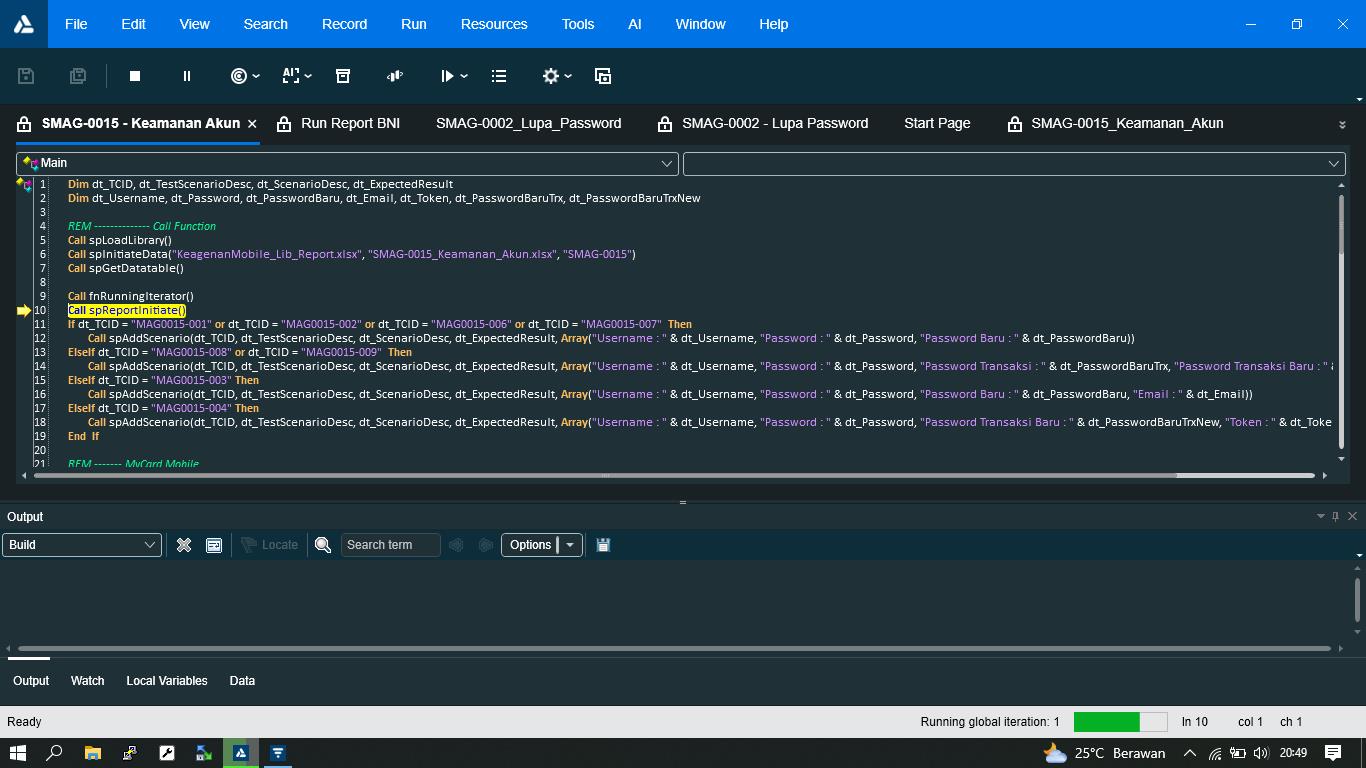 File Edit View Search Record Run Resources Tools AI Window Help
SMAG-0015 - Keamanan Akun Run Report BNI SMAG-0002_Lupa_Password SMAG-0002 - Lupa Password Start Page SMAG-0015_Keamanan_Akun
Main
1 Dim dt_TCID, dt_TestScenarioDesc, dt_ScenarioDesc, dt_ExpectedResult
2 Dim dt_Username, dt_Password, dt_PasswordBaru, dt_Email, dt_Token, dt_PasswordBaruTrx, dt_PasswordBaruTrxNew
3
4 REM -------------- Call Function
5 Call spLoadLibrary()
6 Call spInitiateData("KeagenanMobile_Lib_Report.xlsx", "SMAG-0015_Keamanan_Akun.xlsx", "SMAG-0015")
7 Call spGetDatatable()
8
9 Call fnRunningIterator()
10 Call spReportInitiate()
11 If dt_TCID = "MAG0015-001" or dt_TCID = "MAG0015-002" or dt_TCID = "MAG0015-006" or dt_TCID = "MAG0015-007" Then
12 Call spAddScenario(dt_TCID, dt_TestScenarioDesc, dt_ScenarioDesc, dt_ExpectedResult, Array("Username : " & dt_Username, "Password : " & dt_Password, "Password Baru : " & dt_PasswordBaru))
13 ElseIf dt_TCID = "MAG0015-008" or dt_TCID = "MAG0015-009" Then
14 Call spAddScenario(dt_TCID, dt_TestScenarioDesc, dt_ScenarioDesc, dt_ExpectedResult, Array("Username : " & dt_Username, "Password : " & dt_Password, "Password Transaksi : " & dt_PasswordBaruTrx, "Password Transaksi Baru : " &
15 ElseIf dt_TCID = "MAG0015-003" Then
16 Call spAddScenario(dt_TCID, dt_TestScenarioDesc, dt_ScenarioDesc, dt_ExpectedResult, Array("Username : " & dt_Username, "Password : " & dt_Password, "Password Baru : " & dt_PasswordBaru, "Email : " & dt_Email))
17 ElseIf dt_TCID = "MAG0015-004" Then
18 Call spAddScenario(dt_TCID, dt_TestScenarioDesc, dt_ScenarioDesc, dt_ExpectedResult, Array("Username : " & dt_Username, "Password : " & dt_Password, "Password Transaksi Baru : " & dt_PasswordBaruTrxNew, "Token : " & dt_Toke
19 End If
20
21 REM ------- MyCard Mobile
Output
Build Locate Search term Options
Output Watch Local Variables Data
Ready Running global iteration: 1 ln 10 col 1 ch 1
25°C Berawan 20:49